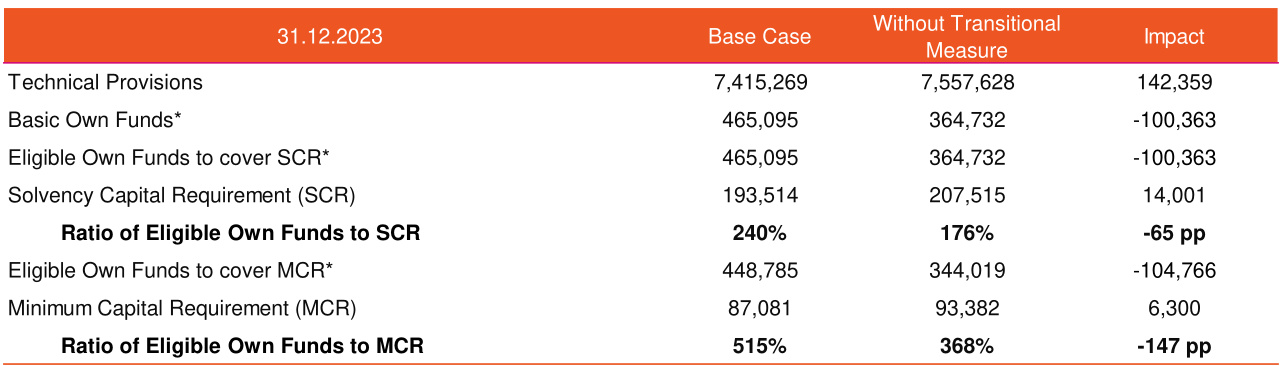 31.12.2023 Base Case Without Transitional Measure Impact
Technical Provisions 7,415,269 7,557,628 142,359
Basic Own Funds* 465,095 364,732 -100,363
Eligible Own Funds to cover SCR* 465,095 364,732 -100,363
Solvency Capital Requirement (SCR) 193,514 207,515 14,001
Ratio of Eligible Own Funds to SCR 240% 176% -65 pp
Eligible Own Funds to cover MCR* 448,785 344,019 -104,766
Minimum Capital Requirement (MCR) 87,081 93,382 6,300
Ratio of Eligible Own Funds to MCR 515% 368% -147 pp